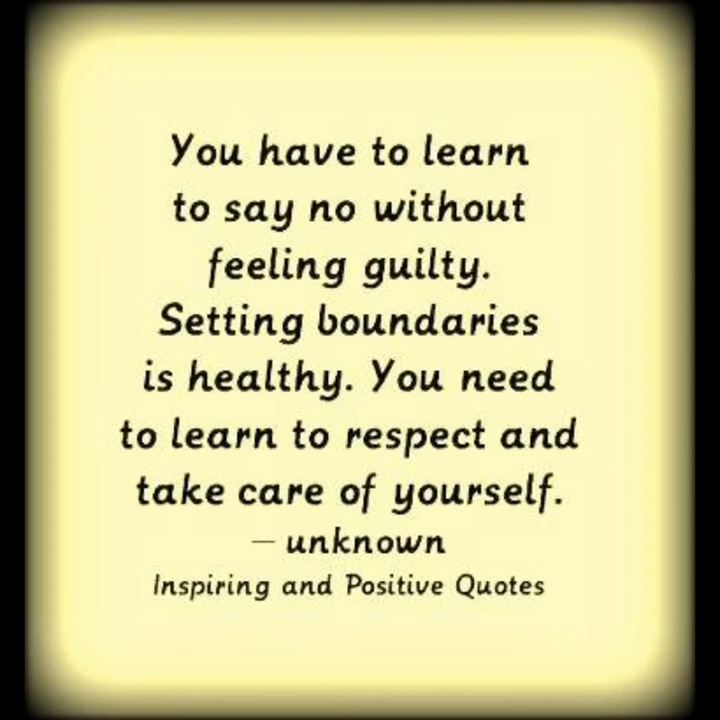 You have to learn
to say no without
feeling guilty.
Setting boundaries
is healthy. You need
to learn to respect and
take care of yourself.
— unknown
Inspiring and Positive Quotes